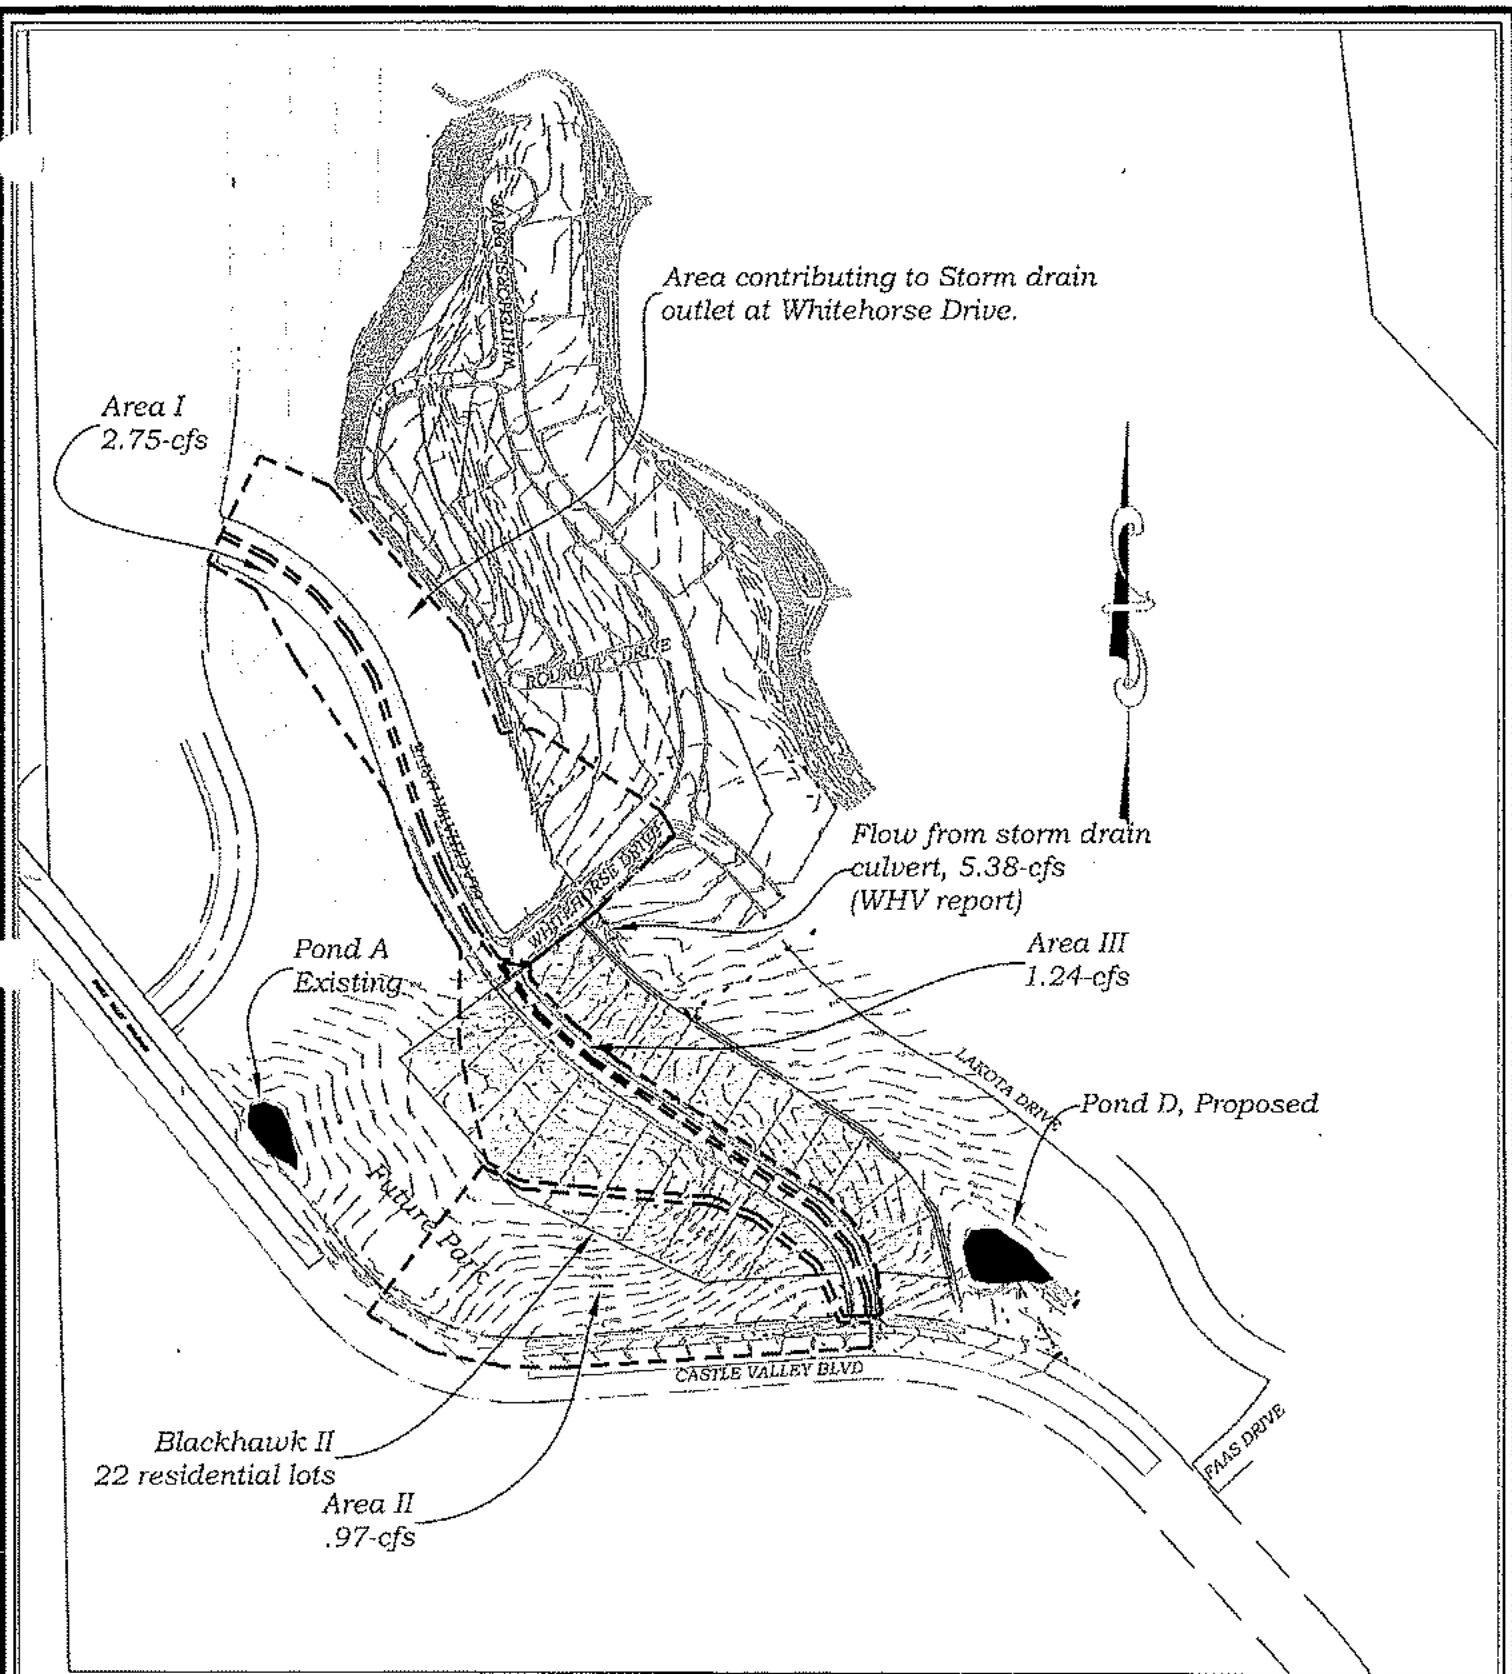 WHITEHORSE DRIVE
Area contributing to Storm drain
outlet at Whitehorse Drive.
Area I
2.75-cfs
ROUNDUP DRIVE
Flow from storm drain
culvert, 5.38-cfs
(WHV report)
WHITEHORSE DRIVE
Area III
1.24-cfs
Pond A
Existing
LAKOTA DRIVE
Pond D, Proposed
Future Park
CASTLE VALLEY BLVD
Blackhawk II
22 residential lots
FAAS DRIVE
Area II
.97-cfs